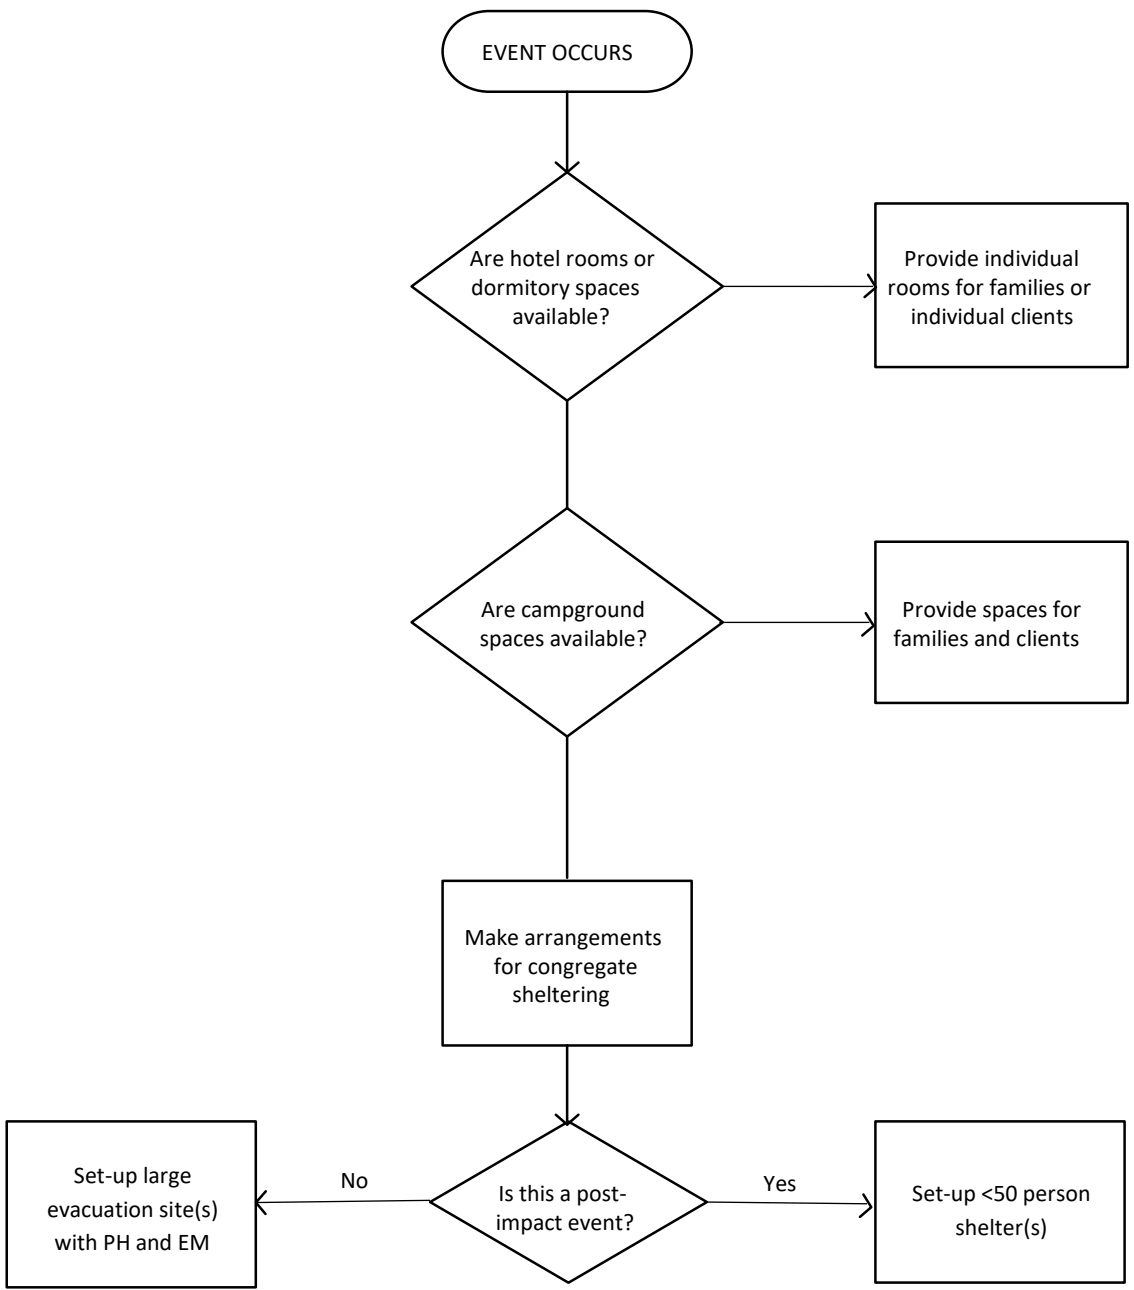 EVENT OCCURS
Are hotel rooms or
dormitory spaces
available?
Provide individual
rooms for families or
individual clients
Are campground
spaces available?
Provide spaces for
families and clients
Make arrangements
for congregate
sheltering
Set-up large
evacuation site(s)
with PH and EM
No
Is this a post-
impact event?
Yes
Set-up <50 person
shelter(s)